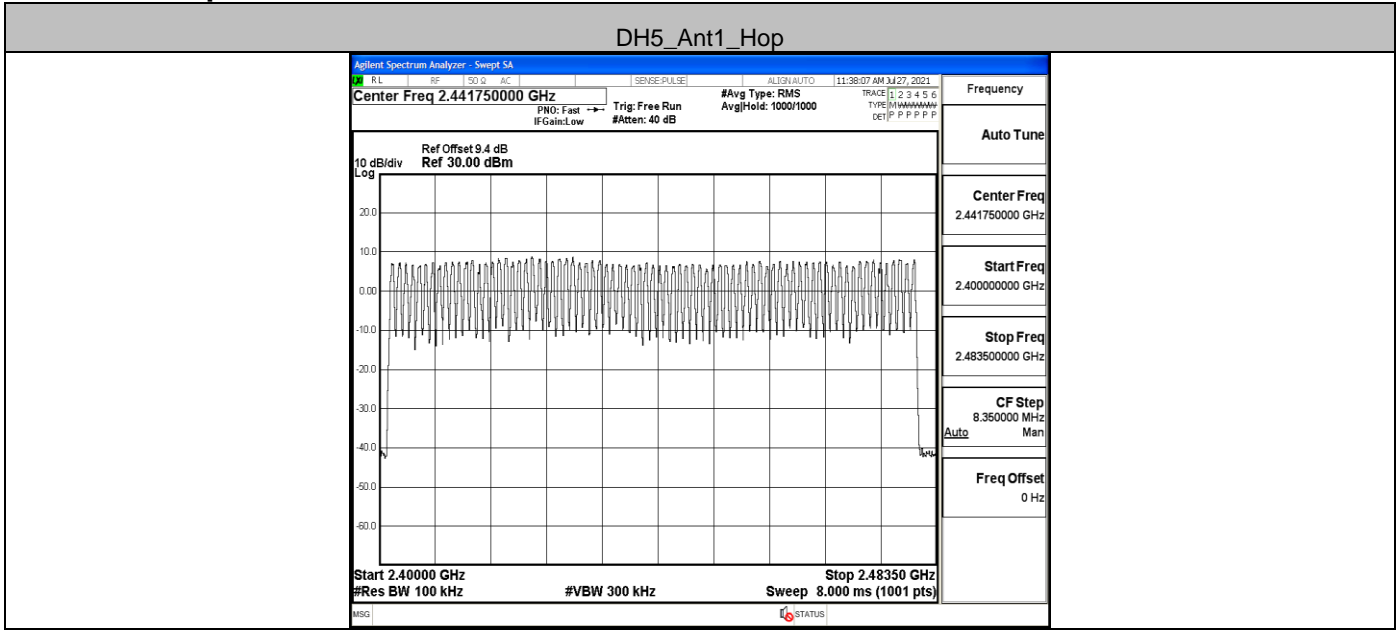 DH5_Ant1_Hop
Agilent Spectrum Analyzer - Swept SA
RL RF 50 Ω AC SENSE:PULSE ALIGN AUTO 11:38:07 AM Jul 27, 2021
Center Freq 2.441750000 GHz
PNO: Fast
IFGain:Low
Trig: Free Run
#Atten: 40 dB
#Avg Type: RMS
Avg|Hold: 1000/1000
TRACE 1 2 3 4 5 6
TYPE M
DET P P P P P P
Ref Offset 9.4 dB
10 dB/div Ref 30.00 dBm
Log
20.0
10.0
0.00
-10.0
-20.0
-30.0
-40.0
-50.0
-60.0
Start 2.40000 GHz Stop 2.48350 GHz
#Res BW 100 kHz #VBW 300 kHz Sweep 8.000 ms (1001 pts)
MSG STATUS
Frequency
Auto Tune
Center Freq
2.441750000 GHz
Start Freq
2.400000000 GHz
Stop Freq
2.483500000 GHz
CF Step
8.350000 MHz
Auto Man
Freq Offset
0 Hz